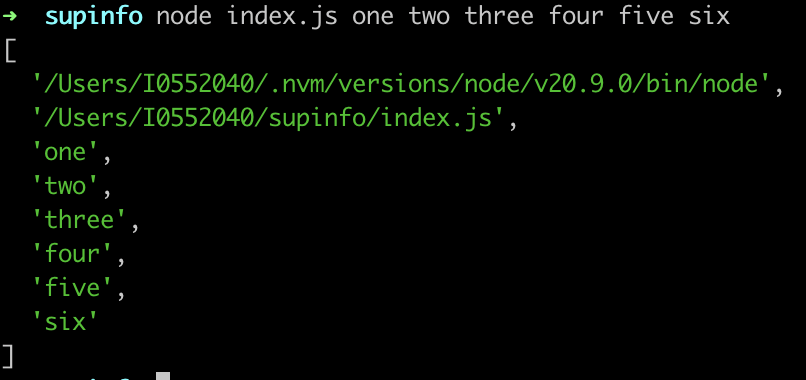 ➜ supinfo node index.js one two three four five six
[
'/Users/I0552040/.nvm/versions/node/v20.9.0/bin/node',
'/Users/I0552040/supinfo/index.js',
'one',
'two',
'three',
'four',
'five',
'six'
]